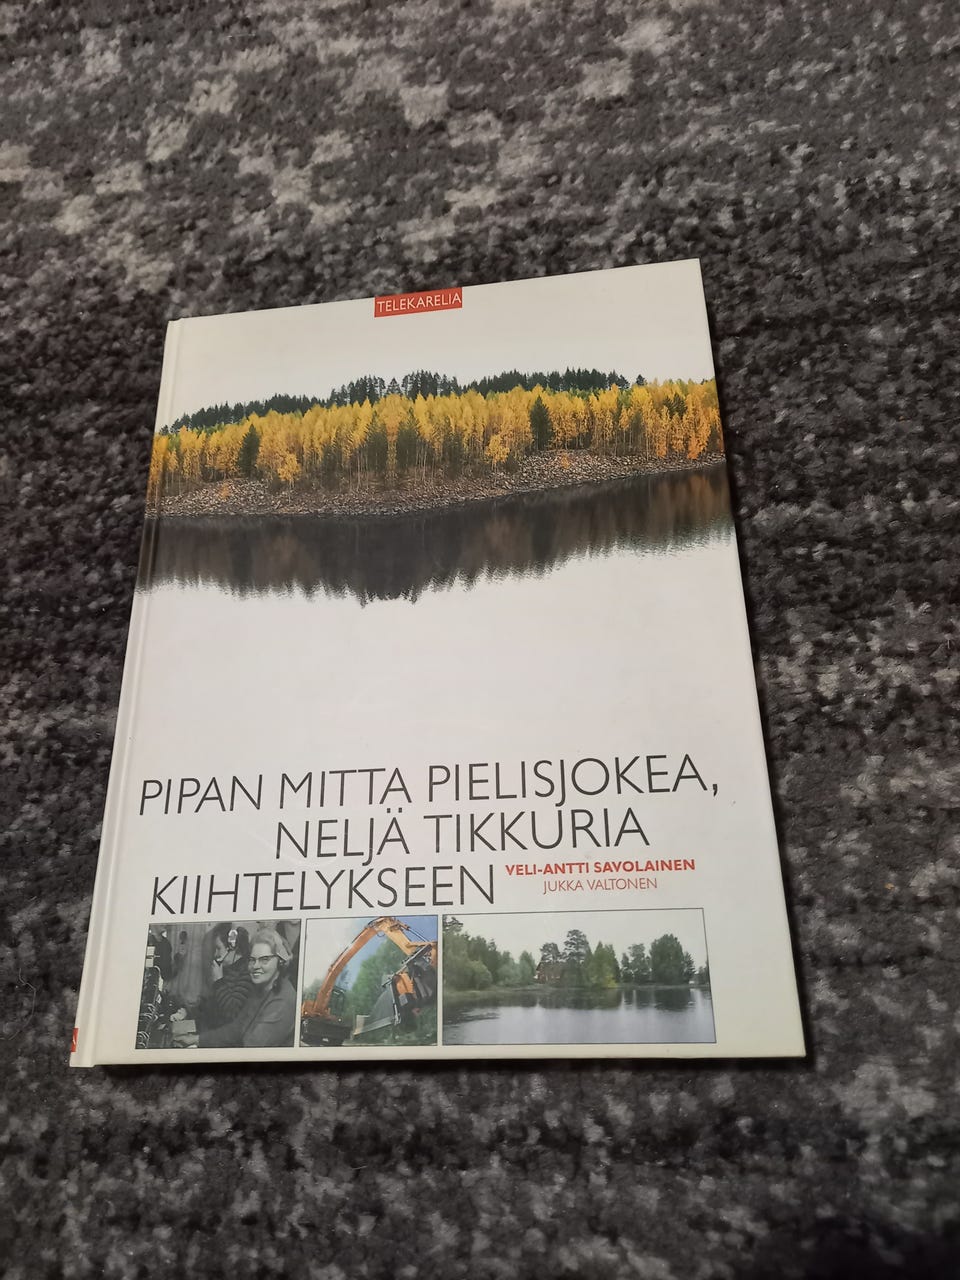 TELEKARELIA
PIPAN MITTA PIELISJOKEA,
NELJÄ TIKKURIA
KIIHTELYKSEEN
VELI-ANTTI SAVOLAINEN
JUKKA VALTONEN